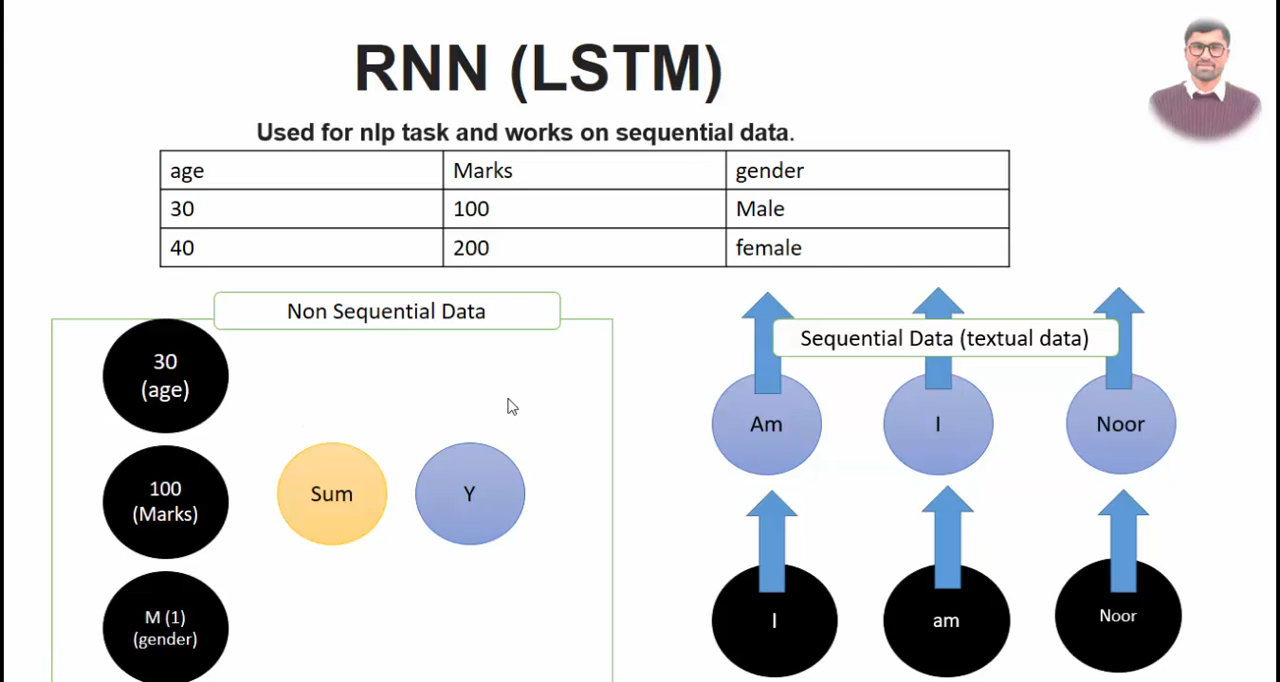 RNN (LSTM)
Used for nlp task and works on sequential data.
age Marks gender
30 100 Male
40 200 female
Non Sequential Data
30
(age)
100
(Marks)
M (1)
(gender)
Sum
Y
Sequential Data (textual data)
Am I Noor
I am Noor